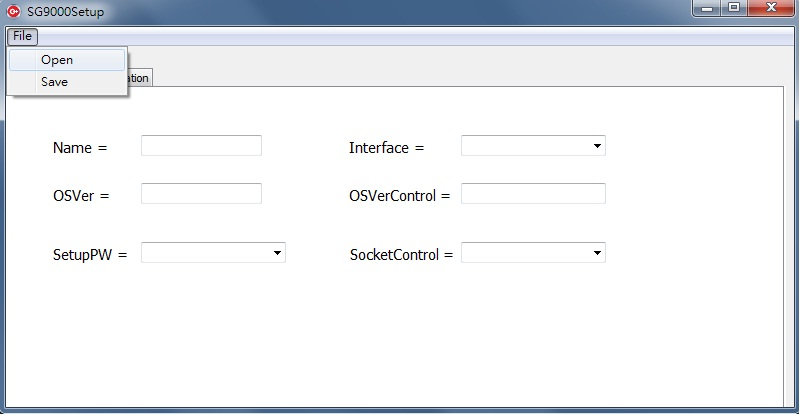 SG9000Setup
File
Open
Save
Name =
Interface =
OSVer =
OSVerControl =
SetupPW =
SocketControl =